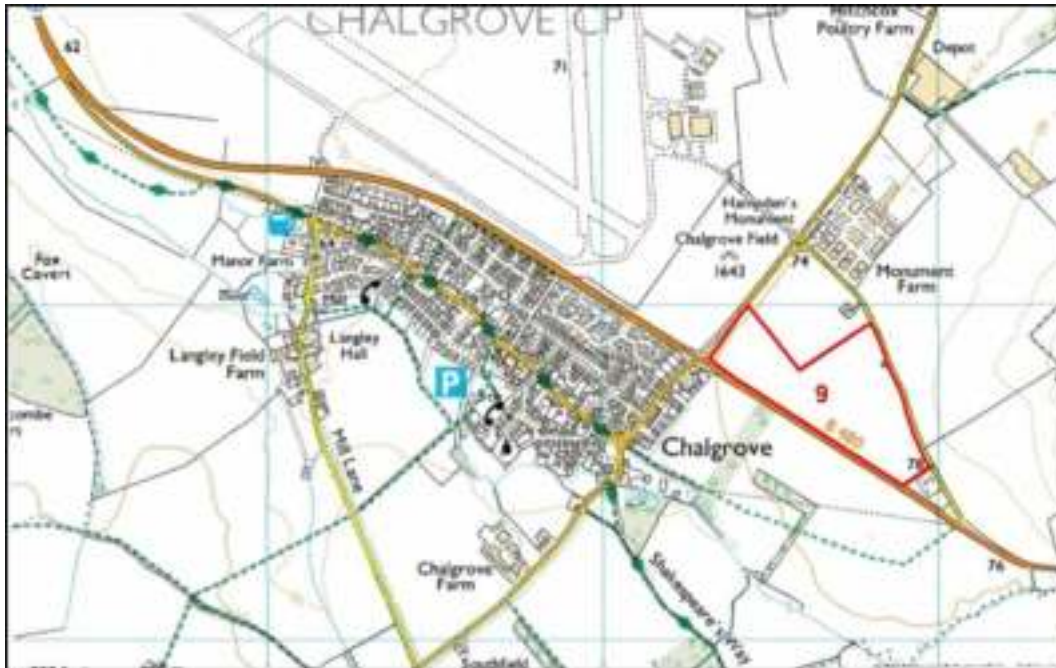 CHALGROVE CP
62
71
Poultry Farm
Depot
Hampden's
Monument
Chalgrove Field
1643
74
Monument
Farm
Fox
Covert
Manor Farm
Langley
Hall
Langley Field
Farm
P
9
B 480
Mill Lane
Chalgrove
76
Chalgrove
Farm
Shakespeare's Way
Southfield